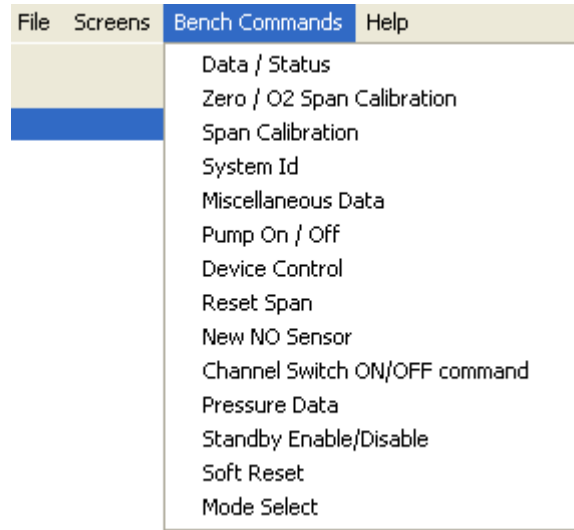 File Screens Bench Commands Help
Data / Status
Zero / O2 Span Calibration
Span Calibration
System Id
Miscellaneous Data
Pump On / Off
Device Control
Reset Span
New NO Sensor
Channel Switch ON/OFF command
Pressure Data
Standby Enable/Disable
Soft Reset
Mode Select